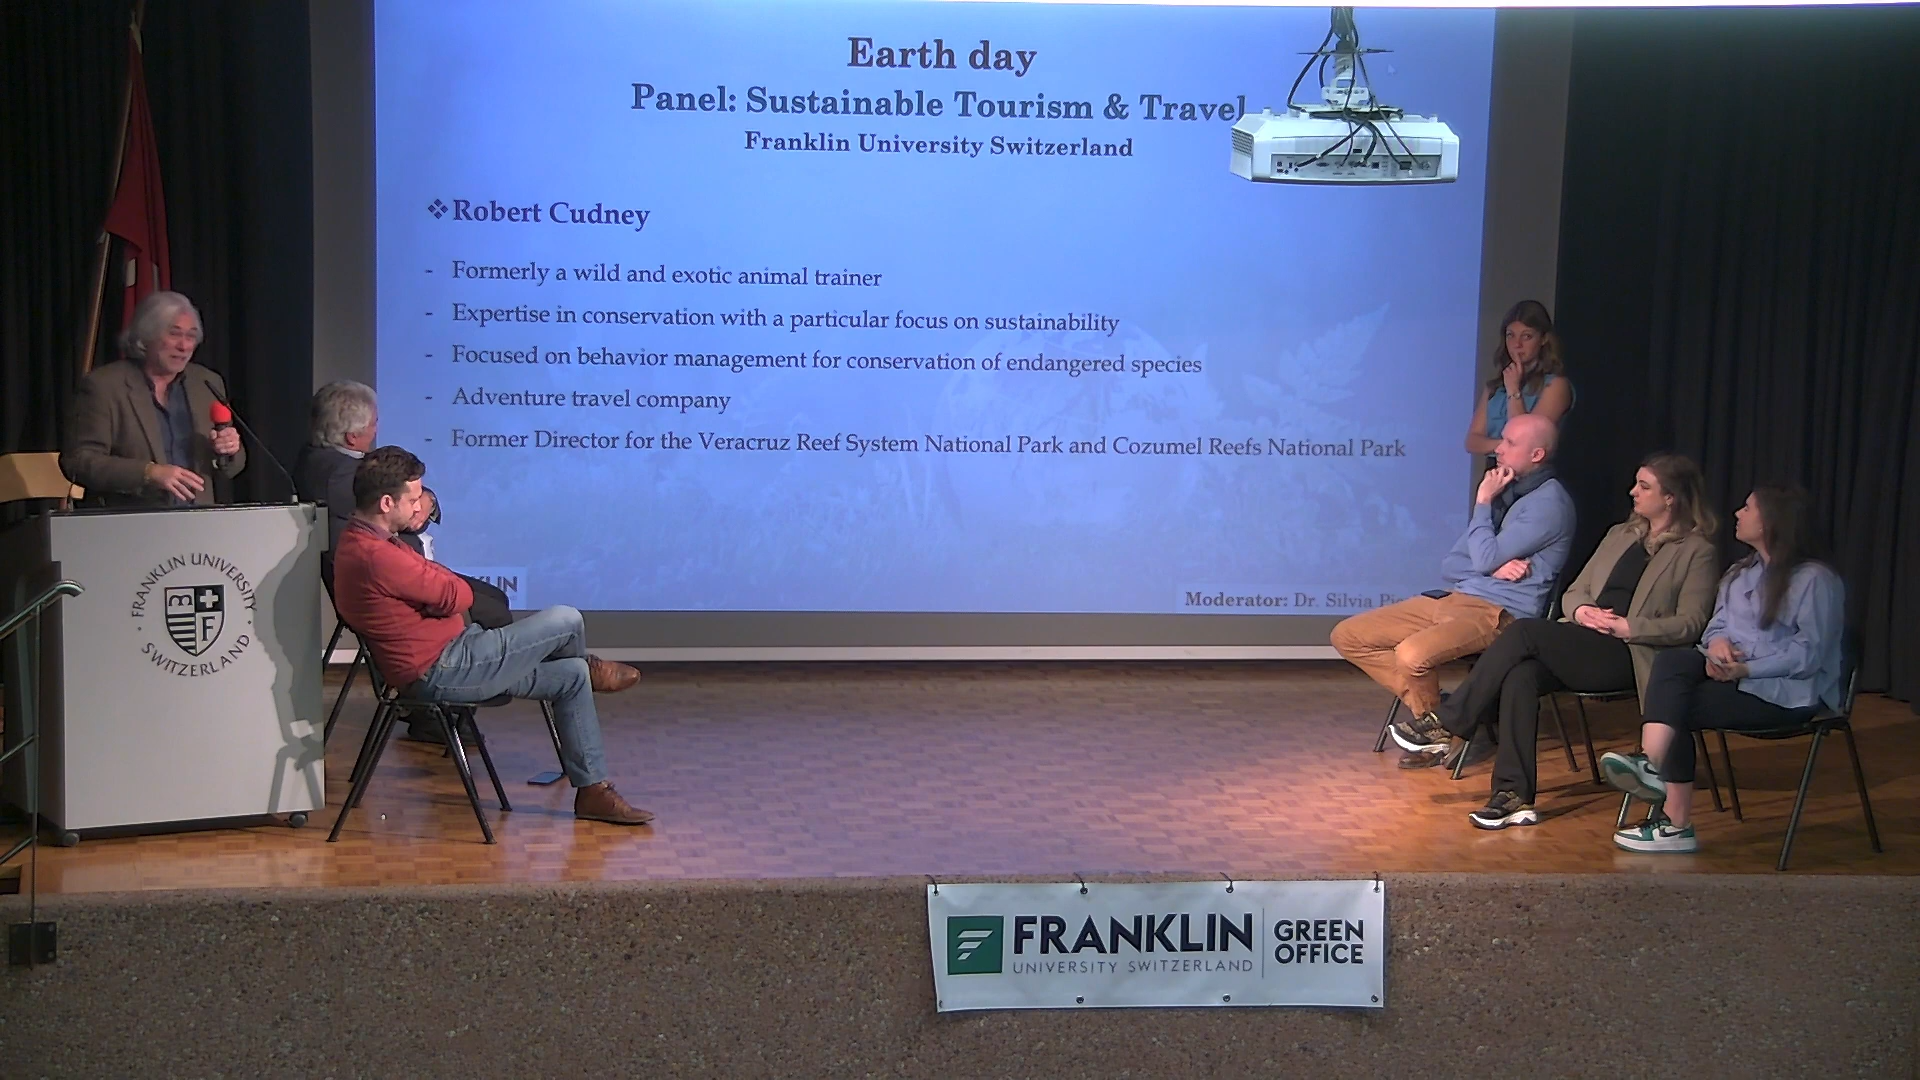 Earth day
Panel: Sustainable Tourism & Travel
Franklin University Switzerland
❖Robert Cudney
- Formerly a wild and exotic animal trainer
- Expertise in conservation with a particular focus on sustainability
- Focused on behavior management for conservation of endangered species
- Adventure travel company
- Former Director for the Veracruz Reef System National Park and Cozumel Reefs National Park
Moderator: Dr. Silvia
· FRANKLIN UNIVERSITY ·
F
SWITZERLAND
FRANKLIN
UNIVERSITY SWITZERLAND
GREEN
OFFICE